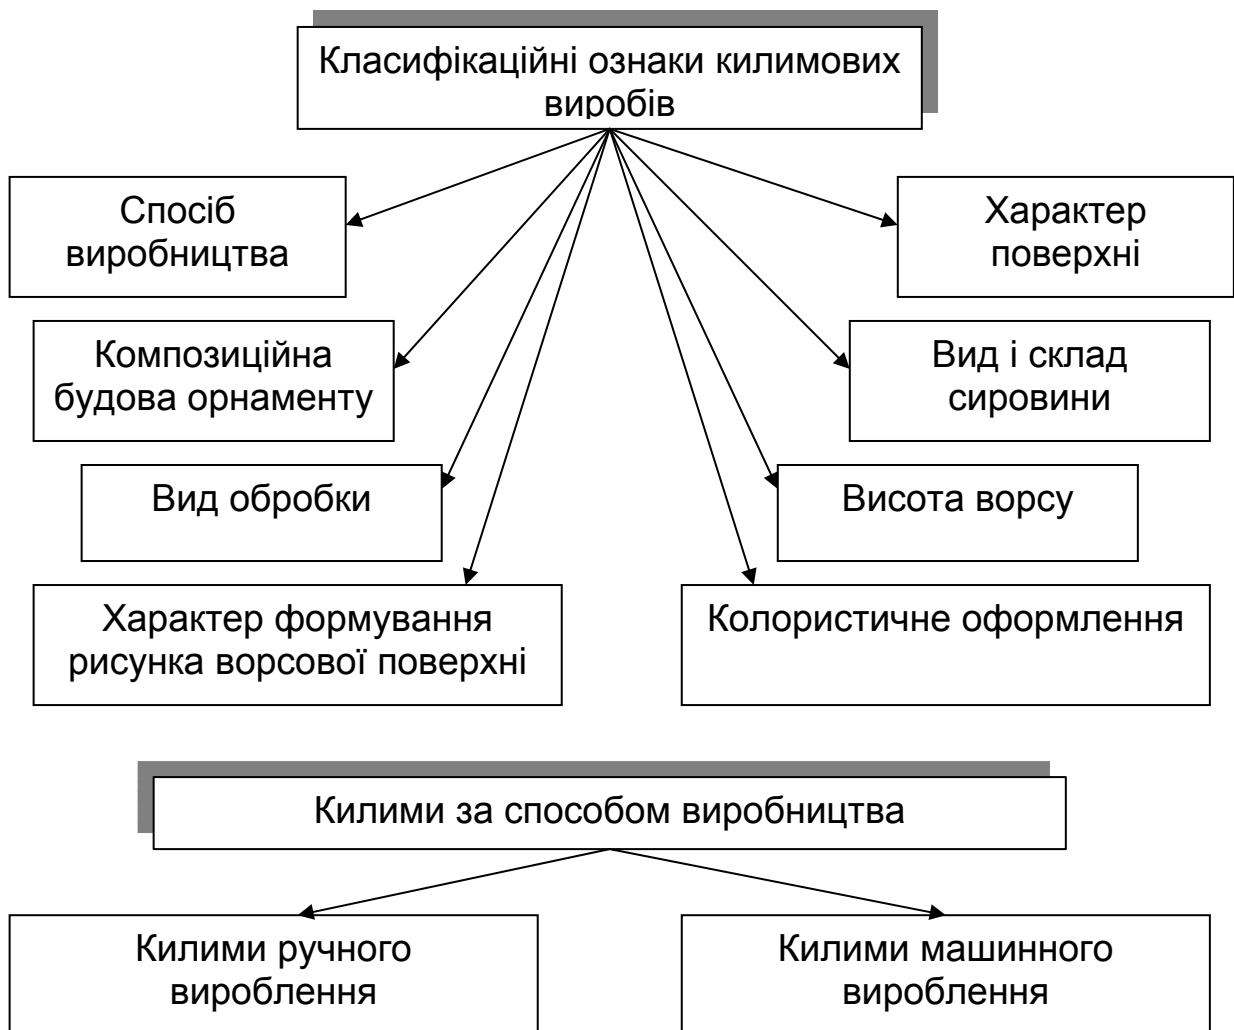 Класифікаційні ознаки килимових
виробів
Спосіб
виробництва
Характер
поверхні
Композиційна
будова орнаменту
Вид і склад
сировини
Вид обробки
Висота ворсу
Характер формування
рисунка ворсової поверхні
Колористичне оформлення
Килими за способом виробництва
Килими ручного
вироблення
Килими машинного
вироблення